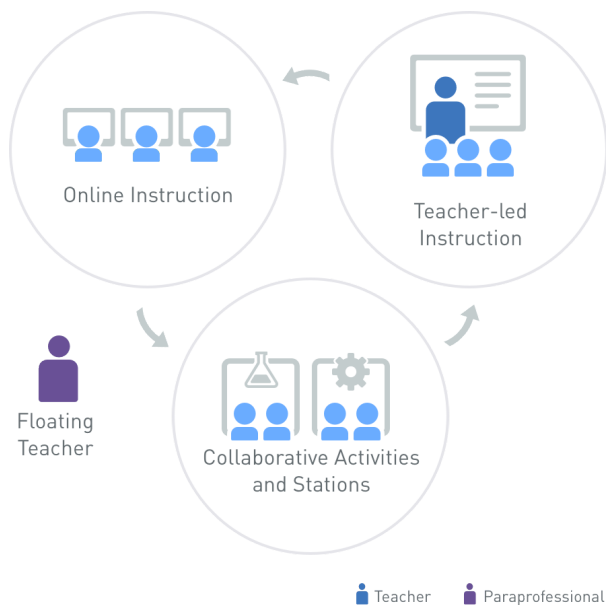 Online Instruction
Teacher-led
Instruction
Floating
Teacher
Collaborative Activities
and Stations
Teacher
Paraprofessional